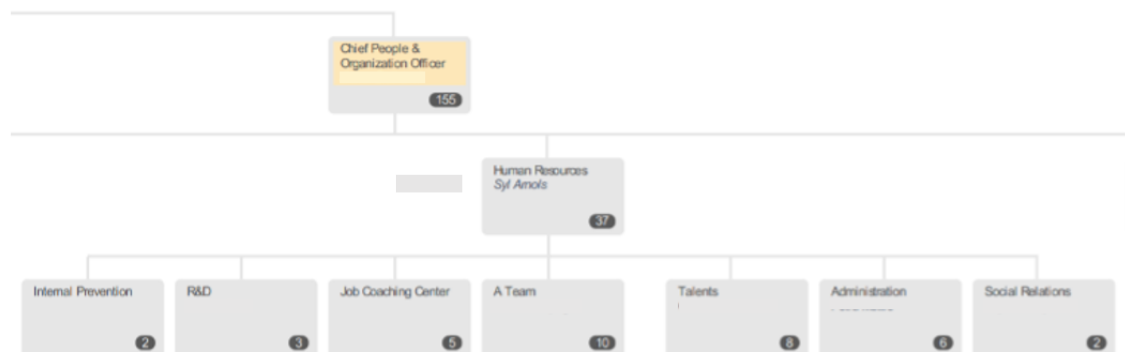 Chief People &
Organization Officer
155
Human Resources
Syl Arnols
37
Internal Prevention
2
R&D
3
Job Coaching Center
5
A Team
10
Talents
8
Administration
6
Social Relations
2